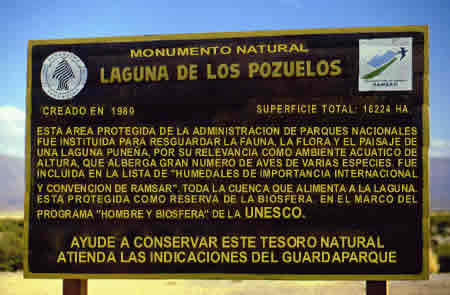 MONUMENTO NATURAL
LAGUNA DE LOS POZUELOS
RAMSAR
CREADO EN 1980
SUPERFICIE TOTAL: 16224 HA.
ESTA AREA PROTEGIDA DE LA ADMINISTRACION DE PARQUES NACIONALES
FUE INSTITUIDA PARA RESGUARDAR LA FAUNA, LA FLORA Y EL PAISAJE DE
UNA LAGUNA PUNEÑA, POR SU RELEVANCIA COMO AMBIENTE ACUATICO DE
ALTURA, QUE ALBERGA GRAN NUMERO DE AVES DE VARIAS ESPECIES. FUE
INCLUIDA EN LA LISTA DE "HUMEDALES DE IMPORTANCIA INTERNACIONAL
Y CONVENCION DE RAMSAR". TODA LA CUENCA QUE ALIMENTA A LA LAGUNA.
ESTA PROTEGIDA COMO RESERVA DE LA BIOSFERA. EN EL MARCO DEL
PROGRAMA "HOMBRE Y BIOSFERA" DE LA UNESCO.
AYUDE A CONSERVAR ESTE TESORO NATURAL
ATIENDA LAS INDICACIONES DEL GUARDAPARQUE